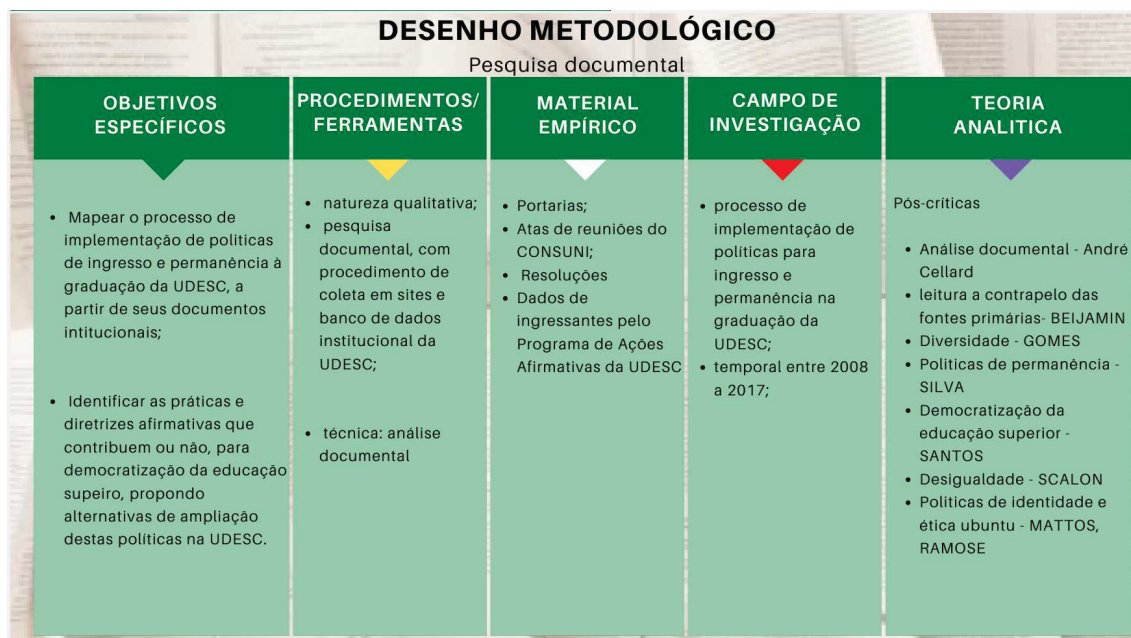 DESENHO METODOLÓGICO
Pesquisa documental
OBJETIVOS
ESPECÍFICOS
• Mapear o processo de
implementação de politicas
de ingresso e permanência à
graduação da UDESC, a
partir de seus documentos
intitucionais;
• Identificar as práticas e
diretrizes afirmativas que
contribuem ou não, para
democratização da educação
supeiro, propondo
alternativas de ampliação
destas políticas na UDESC.
PROCEDIMENTOS/
FERRAMENTAS
• natureza qualitativa;
• pesquisa
documental, com
procedimento de
coleta em sites e
banco de dados
institucional da
UDESC;
• técnica: análise
documental
MATERIAL
EMPÍRICO
• Portarias;
• Atas de reuniões do
CONSUNI;
• Resoluções
• Dados de
ingressantes pelo
Programa de Ações
Afirmativas da UDESC
CAMPO DE
INVESTIGAÇÃO
• processo de
implementação de
políticas para
ingresso e
permanência na
graduação da
UDESC;
• temporal entre 2008
a 2017;
TEORIA
ANALITICA
Pós-críticas
• Análise documental - André
Cellard
• leitura a contrapelo das
fontes primárias- BEIJAMIN
• Diversidade - GOMES
• Politicas de permanência -
SILVA
• Democratização da
educação superior -
SANTOS
• Desigualdade - SCALON
• Politicas de identidade e
ética ubuntu - MATTOS,
RAMOSE